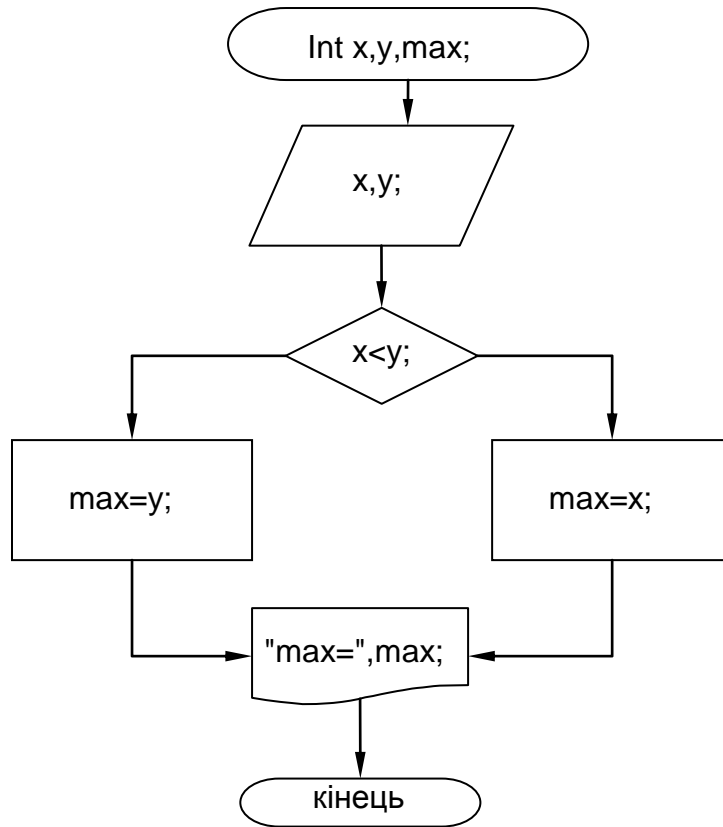 Int x,y,max;
x,y;
x<y;
max=y;
max=x;
"max=",max;
кінець